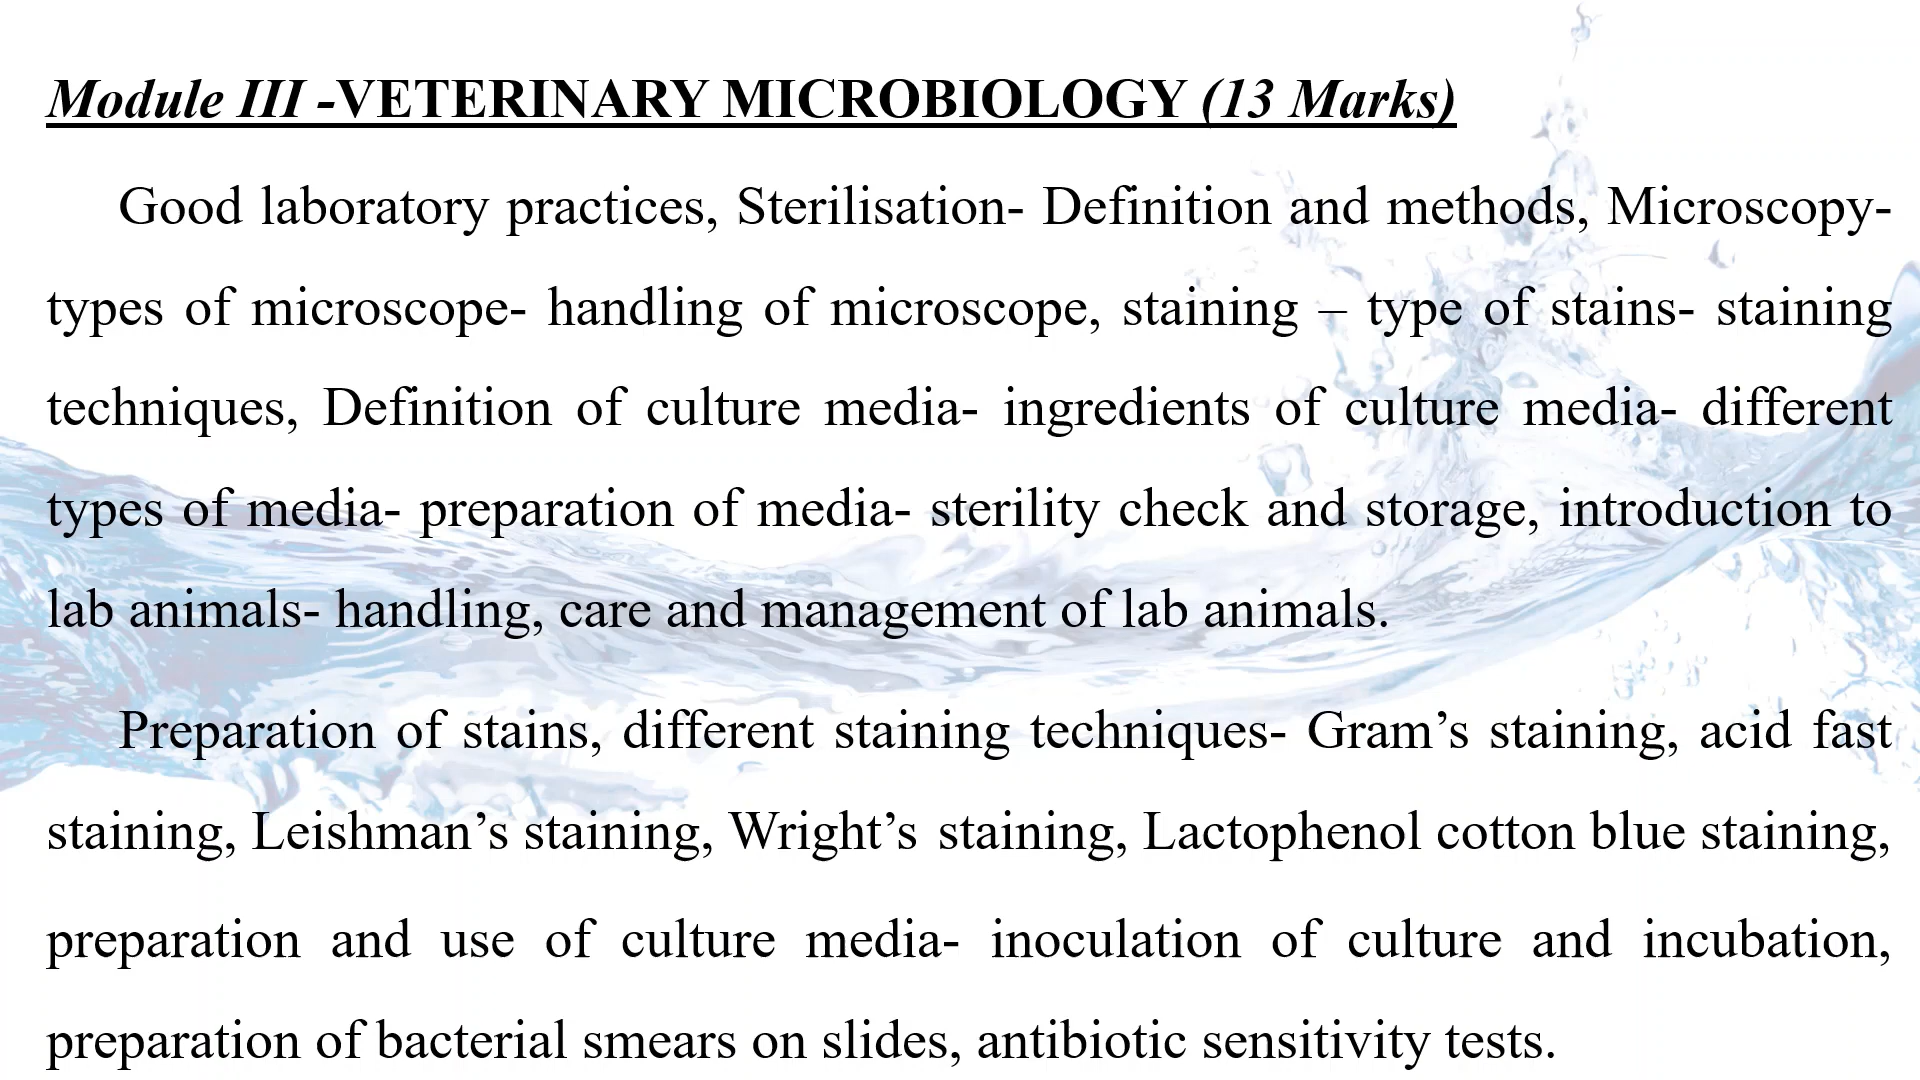 Module III -VETERINARY MICROBIOLOGY (13 Marks)
Good laboratory practices, Sterilisation- Definition and methods, Microscopy-
types of microscope- handling of microscope, staining – type of stains- staining
techniques, Definition of culture media- ingredients of culture media- different
types of media- preparation of media- sterility check and storage, introduction to
lab animals- handling, care and management of lab animals.
Preparation of stains, different staining techniques- Gram’s staining, acid fast
staining, Leishman’s staining, Wright’s staining, Lactophenol cotton blue staining,
preparation and use of culture media- inoculation of culture and incubation,
preparation of bacterial smears on slides, antibiotic sensitivity tests.